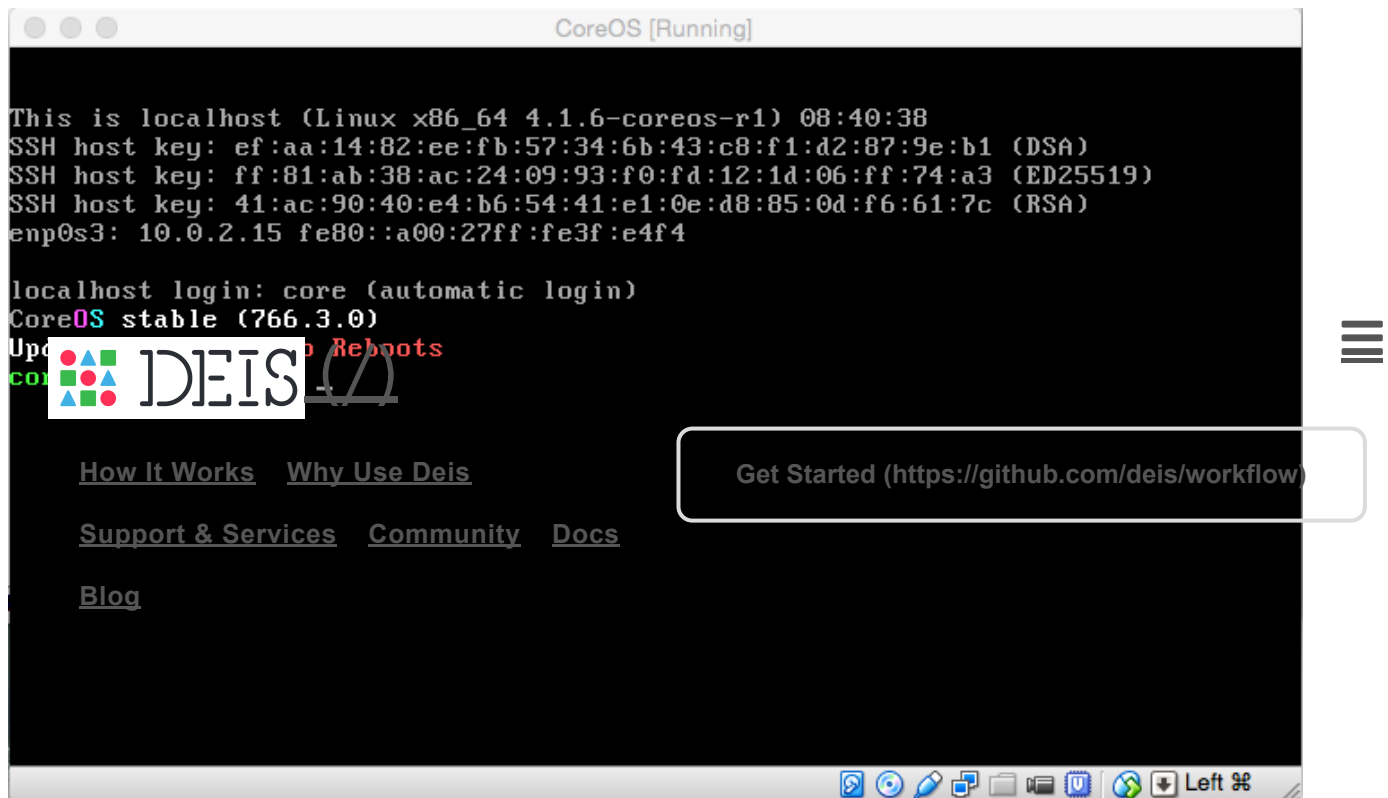 CoreOS [Running]
This is localhost (Linux x86_64 4.1.6-coreos-r1) 08:40:38
SSH host key: ef:aa:14:82:ee:fb:57:34:6b:43:c8:f1:d2:87:9e:b1 (DSA)
SSH host key: ff:81:ab:38:ac:24:09:93:f0:fd:12:1d:06:ff:74:a3 (ED25519)
SSH host key: 41:ac:90:40:e4:b6:54:41:e1:0e:d8:85:0d:f6:61:7c (RSA)
enp0s3: 10.0.2.15 fe80::a00:27ff:fe3f:e4f4
localhost login: core (automatic login)
CoreOS stable (766.3.0)
Reboots
DEIS (/)
How It Works Why Use Deis
Get Started (https://github.com/deis/workflow)
Support & Services Community Docs
Blog
Left ⌘